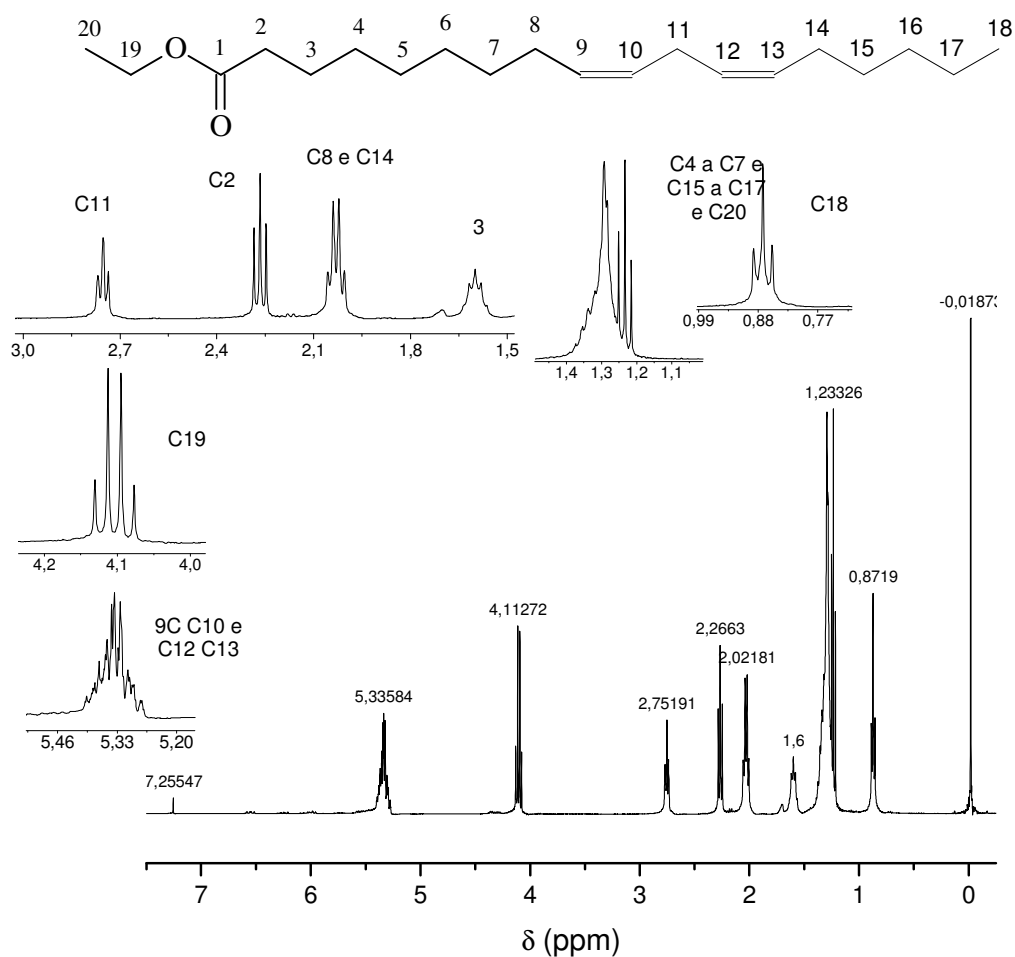 20 19 O 1 2 3 4 5 6 7 8 9 10 11 12 13 14 15 16 17 18
O
C11
C2
C8 e C14
3
3,0 2,7 2,4 2,1 1,8 1,5
C4 a C7 e
C15 a C17
e C20
1,4 1,3 1,2 1,1
C18
0,99 0,88 0,77
C19
4,2 4,1 4,0
9C C10 e
C12 C13
5,46 5,33 5,20
7,25547
5,33584
4,11272
2,75191
2,2663
2,02181
1,6
1,23326
0,8719
-0,01873
7 6 5 4 3 2 1 0
δ (ppm)